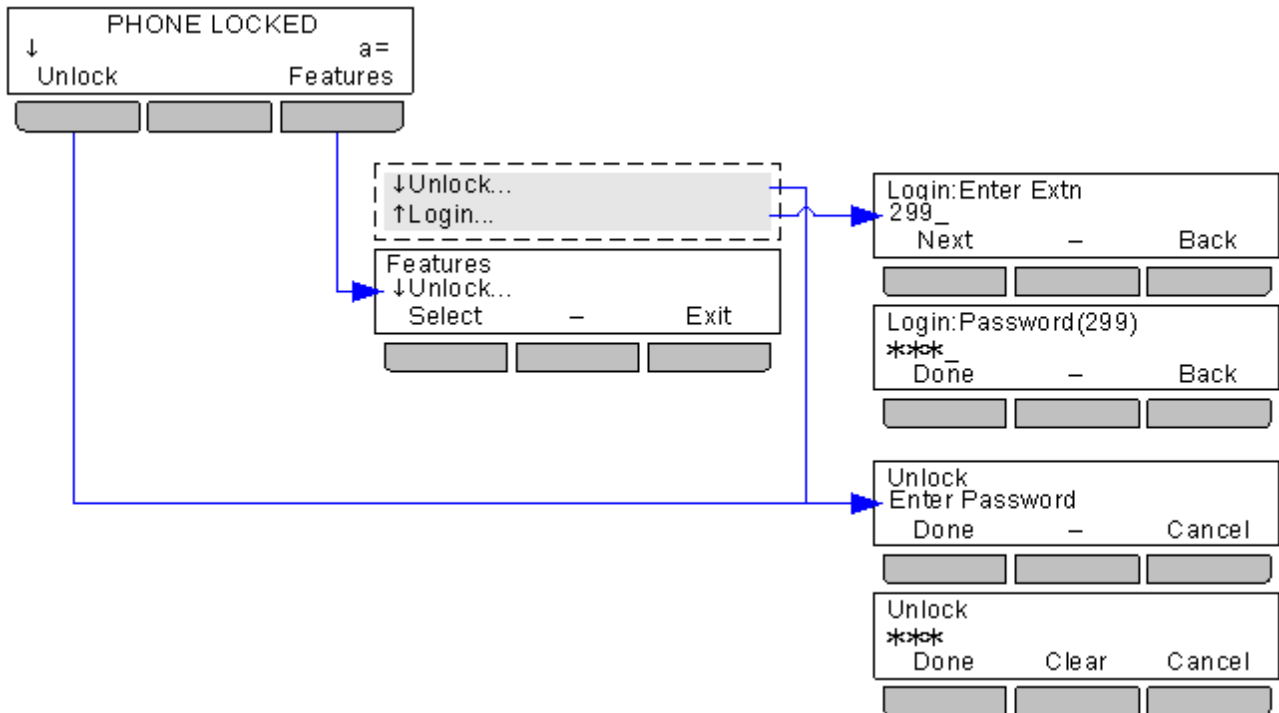 PHONE LOCKED
↓ a=
Unlock Features
↓Unlock...
↑Login...
Features
↓Unlock...
Select – Exit
Login:Enter Extn
299_
Next – Back
Login:Password(299)
***_
Done – Back
Unlock
Enter Password
Done – Cancel
Unlock
***
Done Clear Cancel